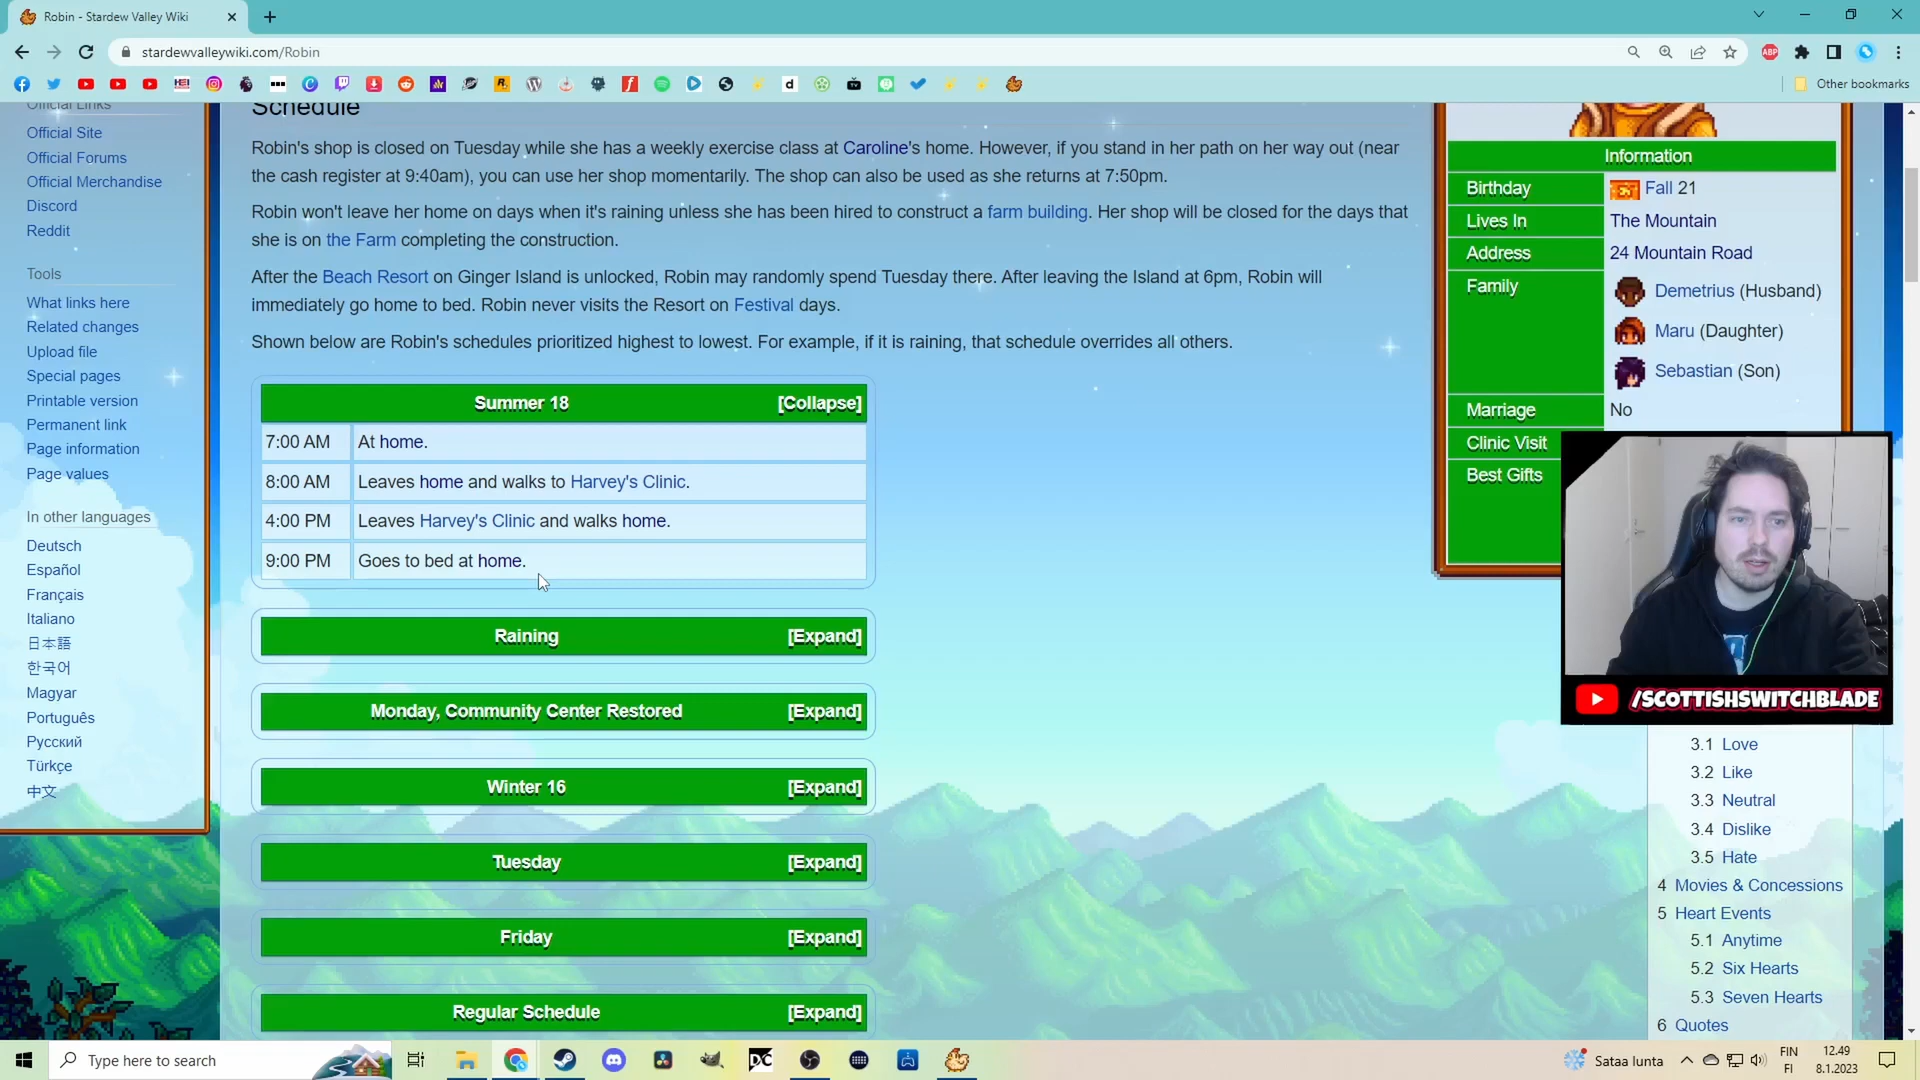 Robin - Stardew Valley Wiki
stardewvalleywiki.com/Robin
Other bookmarks
Official Links
Official Site
Official Forums
Official Merchandise
Discord
Reddit
Tools
What links here
Related changes
Upload file
Special pages
Printable version
Permanent link
Page information
Page values
In other languages
Deutsch
Español
Français
Italiano
日本語
한국어
Magyar
Português
Русский
Türkçe
中文
Schedule
Robin's shop is closed on Tuesday while she has a weekly exercise class at Caroline's home. However, if you stand in her path on her way out (near
the cash register at 9:40am), you can use her shop momentarily. The shop can also be used as she returns at 7:50pm.
Robin won't leave her home on days when it's raining unless she has been hired to construct a farm building. Her shop will be closed for the days that
she is on the Farm completing the construction.
After the Beach Resort on Ginger Island is unlocked, Robin may randomly spend Tuesday there. After leaving the Island at 6pm, Robin will
immediately go home to bed. Robin never visits the Resort on Festival days.
Shown below are Robin's schedules prioritized highest to lowest. For example, if it is raining, that schedule overrides all others.
Summer 18 [Collapse]
7:00 AM At home.
8:00 AM Leaves home and walks to Harvey's Clinic.
4:00 PM Leaves Harvey's Clinic and walks home.
9:00 PM Goes to bed at home.
Raining [Expand]
Monday, Community Center Restored [Expand]
Winter 16 [Expand]
Tuesday [Expand]
Friday [Expand]
Regular Schedule [Expand]
Information
Birthday Fall 21
Lives In The Mountain
Address 24 Mountain Road
Family Demetrius (Husband)
Maru (Daughter)
Sebastian (Son)
Marriage No
Clinic Visit
Best Gifts
/SCOTTISHSWITCHBLADE
3.1 Love
3.2 Like
3.3 Neutral
3.4 Dislike
3.5 Hate
4 Movies & Concessions
5 Heart Events
5.1 Anytime
5.2 Six Hearts
5.3 Seven Hearts
6 Quotes
Type here to search
Sataa lunta
FIN
FI
12.49
8.1.2023